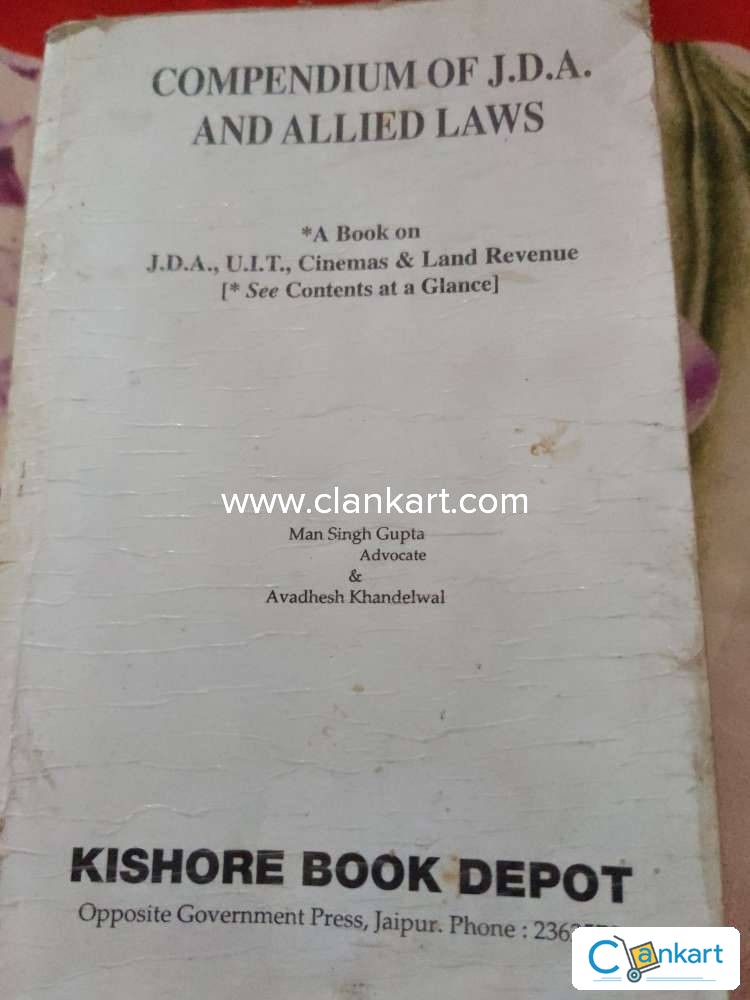 COMPENDIUM OF J.D.A.
AND ALLIED LAWS
*A Book on
J.D.A., U.I.T., Cinemas & Land Revenue
[* See Contents at a Glance]
www.clankart.com
Man Singh Gupta
Advocate
&
Avadhesh Khandelwal
KISHORE BOOK DEPOT
Opposite Government Press, Jaipur. Phone :
Clankart